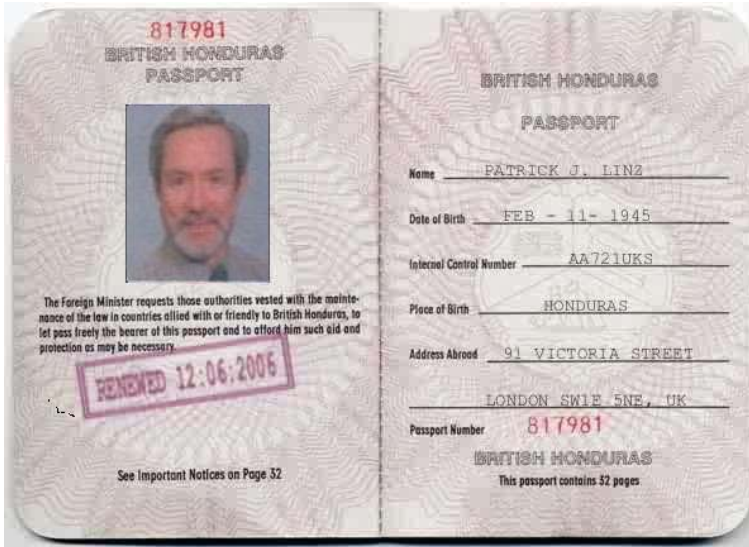 817981
BRITISH HONDURAS
PASSPORT
The Foreign Minister requests those authorities vested with the mainte-
nance of the law in countries allied with or friendly to British Honduras, to
let pass freely the bearer of this passport and to afford him such aid and
protection as may be necessary.
RENEWED 12:06:2006
See Important Notices on Page 32
BRITISH HONDURAS
PASSPORT
Name PATRICK J. LINZ
Date of Birth FEB - 11- 1945
Internal Control Number AA721UKS
Place of Birth HONDURAS
Address Abroad 91 VICTORIA STREET
LONDON SW1E 5NE, UK
Passport Number 817981
BRITISH HONDURAS
This passport contains 32 pages